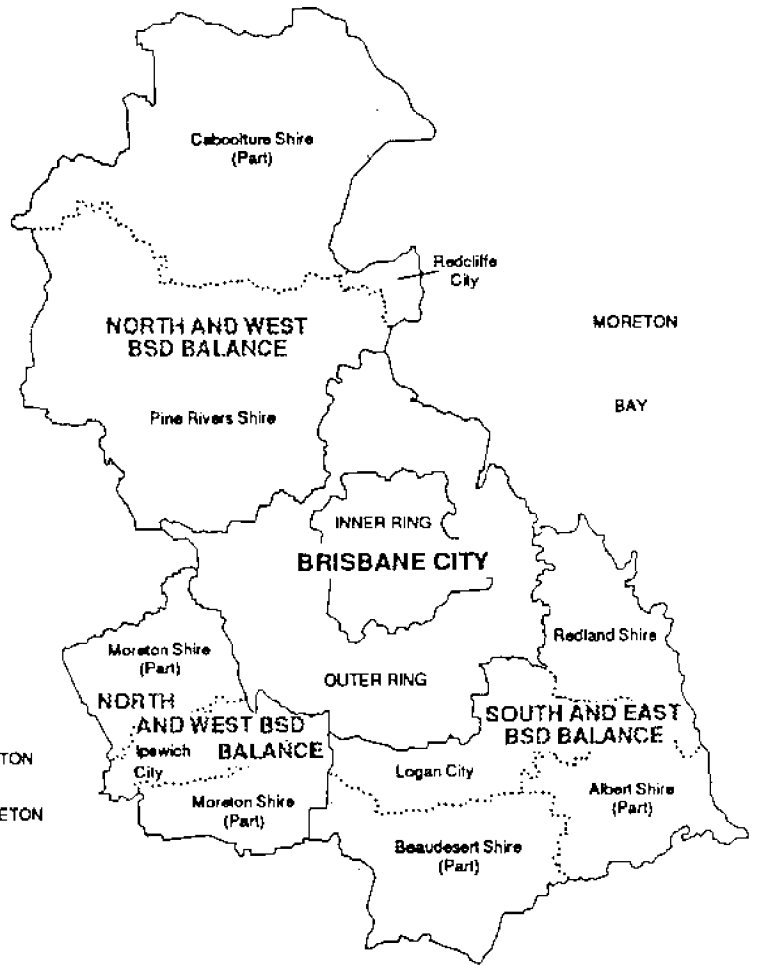 Caboolture Shire
(Part)
Redcliffe
City
NORTH AND WEST
BSD BALANCE
MORETON
BAY
Pine Rivers Shire
INNER RING
BRISBANE CITY
Redland Shire
Moreton Shire
(Part)
OUTER RING
NORTH
AND WEST BSD
BALANCE
SOUTH AND EAST
BSD BALANCE
Ipswich
City
TON
Logan City
Albert Shire
(Part)
Moreton Shire
(Part)
ETON
Beaudesert Shire
(Part)